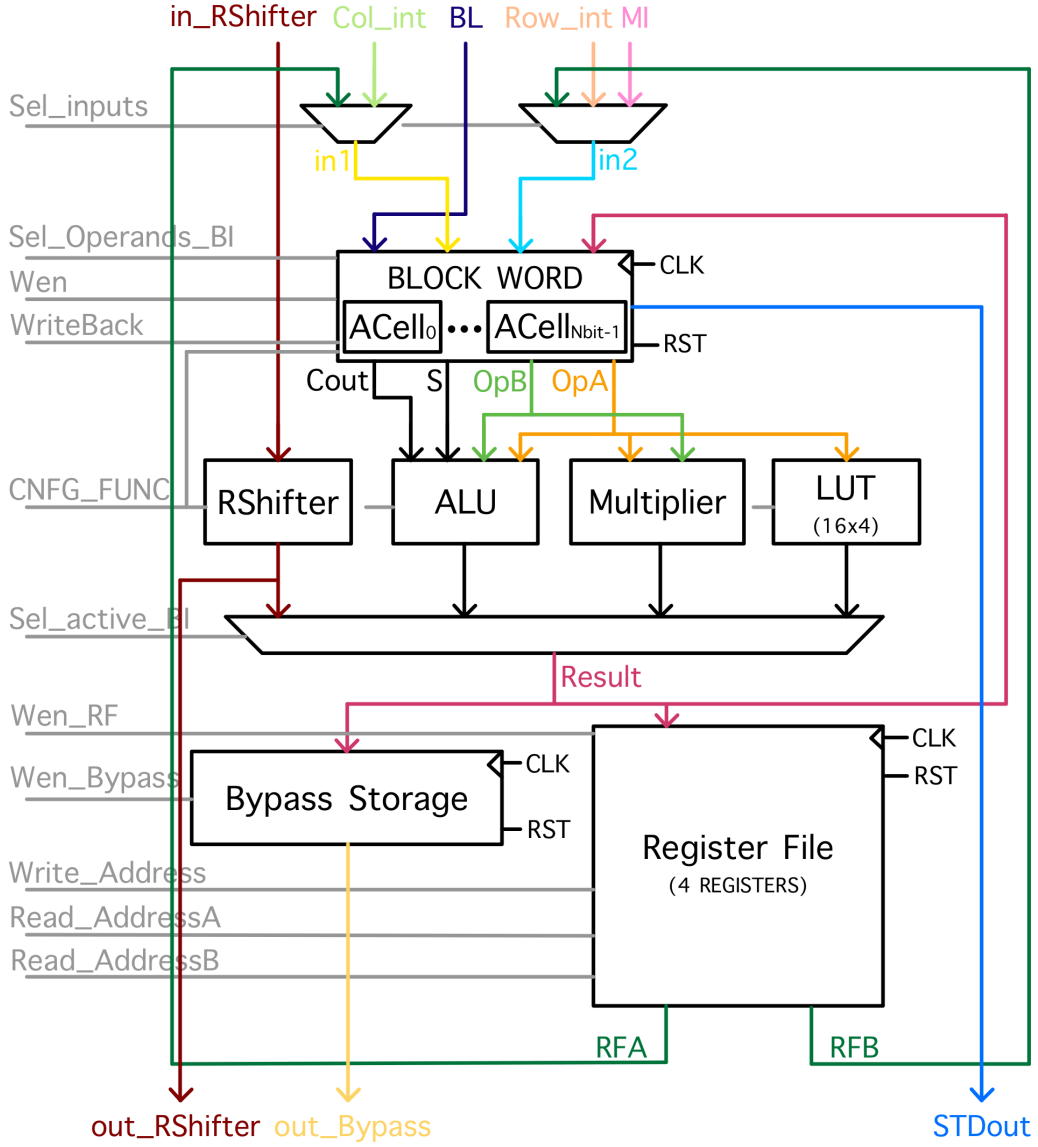 in_RShifter Col_int BL Row_int MI
Sel_inputs
in1 in2
Sel_Operands_BI
BLOCK WORD CLK
Wen
WriteBack ACell0 ••• ACellNbit-1 RST
Cout S OpB OpA
CNFG_FUNC RShifter ALU Multiplier LUT
(16x4)
Sel_active_BI
Result
Wen_RF CLK
CLK
Wen_Bypass RST
Bypass Storage
RST
Register File
Write_Address (4 REGISTERS)
Read_AddressA
Read_AddressB
RFA RFB
out_RShifter out_Bypass STDout